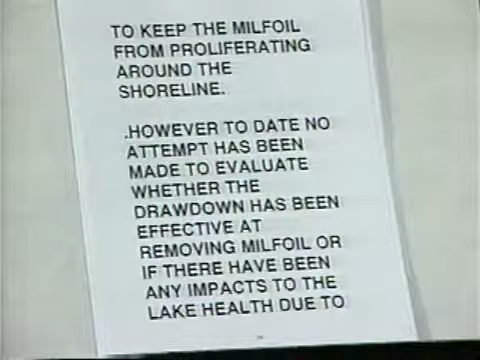 TO KEEP THE MILFOIL
FROM PROLIFERATING
AROUND THE
SHORELINE.
.HOWEVER TO DATE NO
ATTEMPT HAS BEEN
MADE TO EVALUATE
WHETHER THE
DRAWDOWN HAS BEEN
EFFECTIVE AT
REMOVING MILFOIL OR
IF THERE HAVE BEEN
ANY IMPACTS TO THE
LAKE HEALTH DUE TO